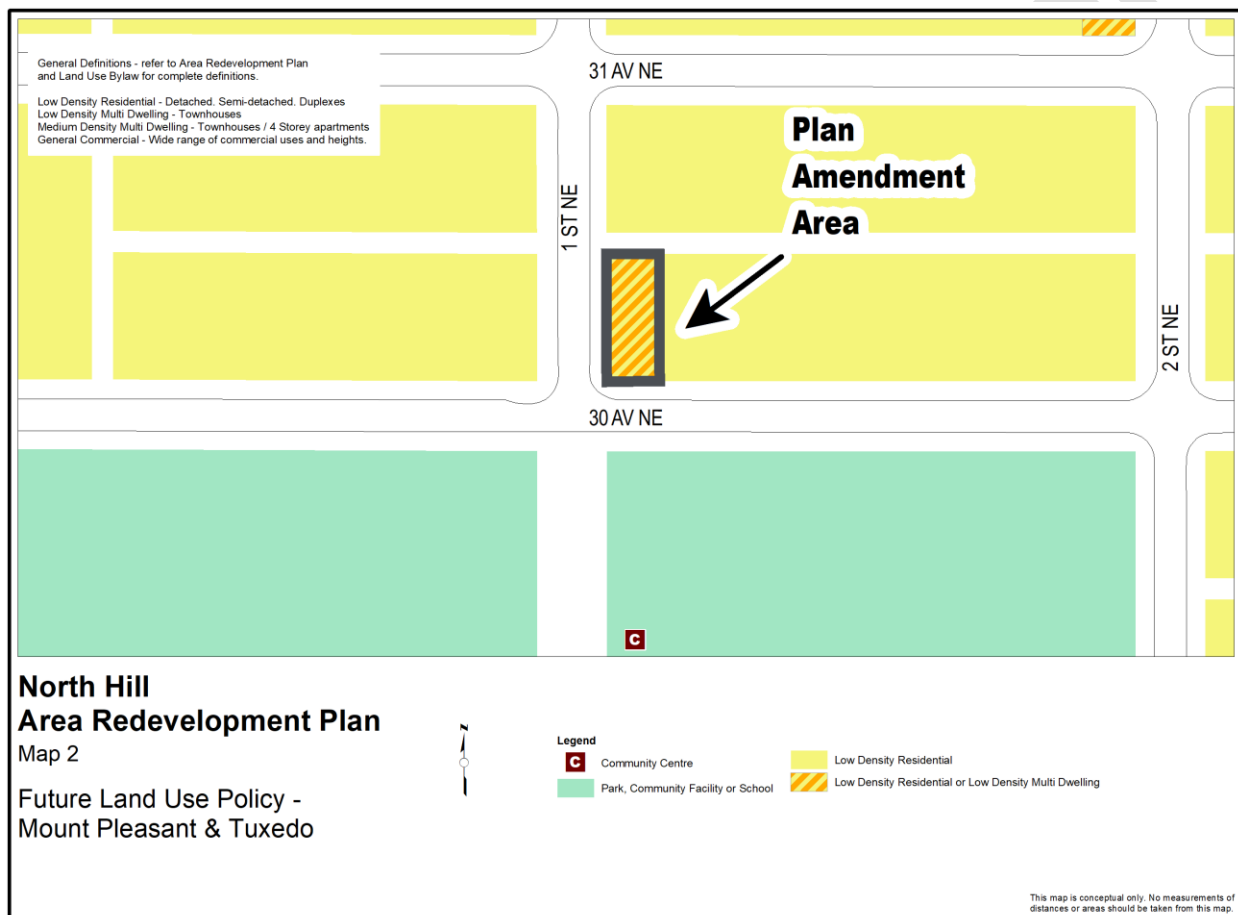 General Definitions - refer to Area Redevelopment Plan
and Land Use Bylaw for complete definitions.
Low Density Residential - Detached. Semi-detached. Duplexes
Low Density Multi Dwelling - Townhouses
Medium Density Multi Dwelling - Townhouses / 4 Storey apartments
General Commercial - Wide range of commercial uses and heights.
31 AV NE
Plan
Amendment
Area
1 ST NE
2 ST NE
30 AV NE
C
North Hill
Area Redevelopment Plan
Map 2
Future Land Use Policy -
Mount Pleasant & Tuxedo
N
Legend
C Community Centre
Park, Community Facility or School
Low Density Residential
Low Density Residential or Low Density Multi Dwelling
This map is conceptual only. No measurements of
distances or areas should be taken from this map.